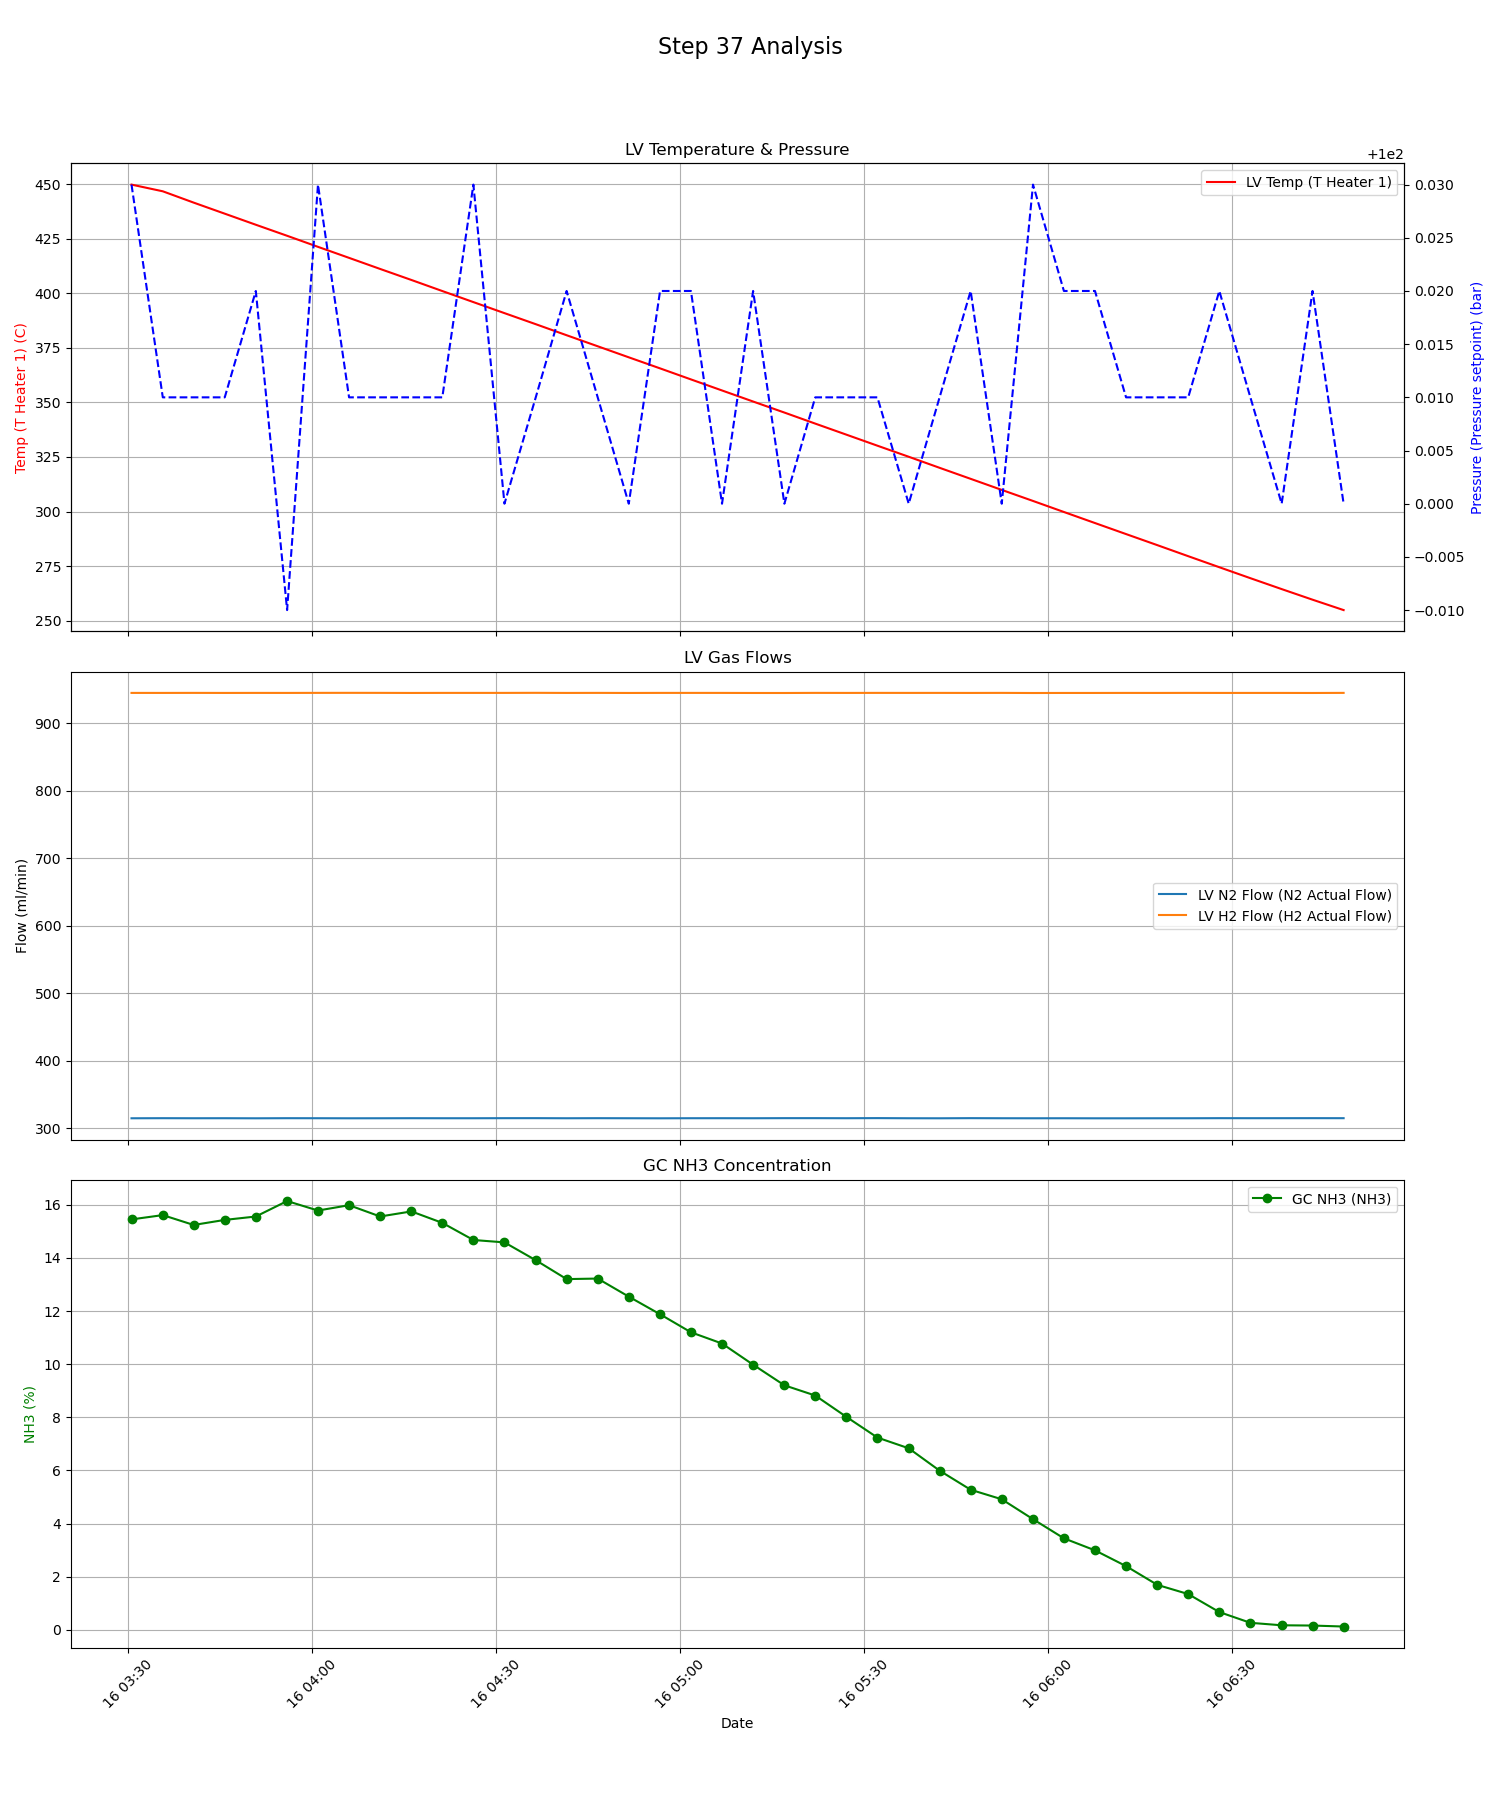 Step 37 Analysis
LV Temperature & Pressure
+1e2
LV Temp (T Heater 1)
Temp (T Heater 1) (C)
450
425
400
375
350
325
300
275
250
Pressure (Pressure setpoint) (bar)
0.030
0.025
0.020
0.015
0.010
0.005
0.000
−0.005
−0.010
LV Gas Flows
Flow (ml/min)
900
800
700
600
500
400
300
LV N2 Flow (N2 Actual Flow)
LV H2 Flow (H2 Actual Flow)
GC NH3 Concentration
GC NH3 (NH3)
NH3 (%)
16
14
12
10
8
6
4
2
0
16 03:30
16 04:00
16 04:30
16 05:00
16 05:30
16 06:00
16 06:30
Date